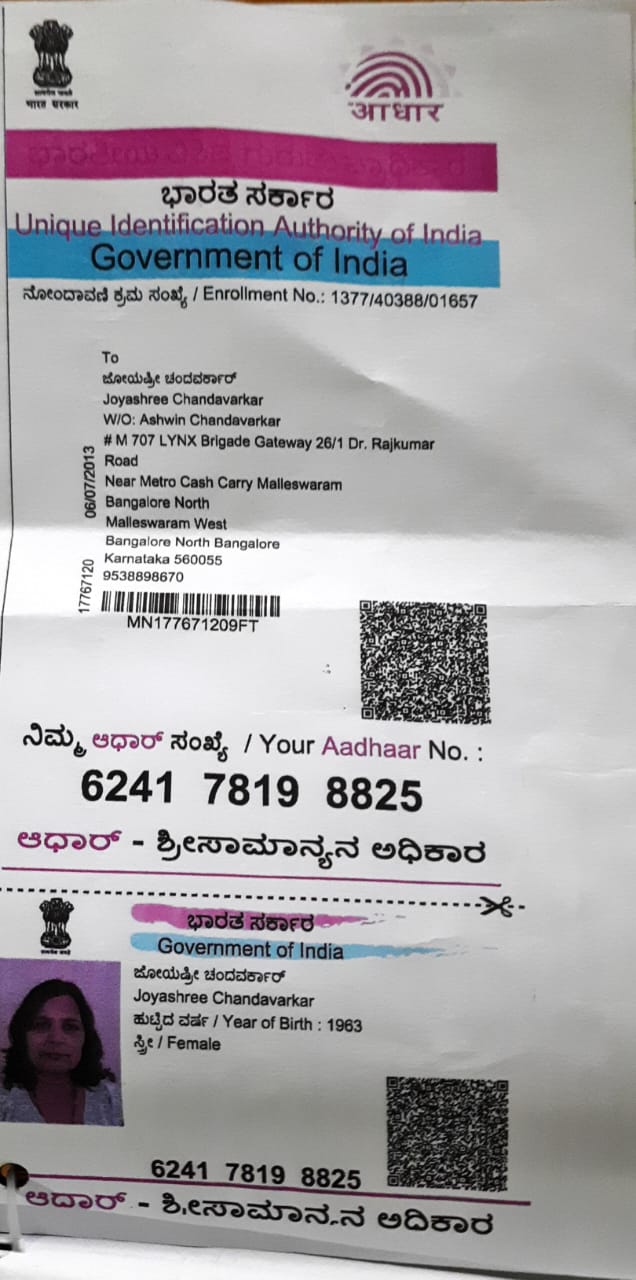 भारत सरकार
आधार
ಭಾರತ ಸರ್ಕಾರ
Unique Identification Authority of India
Government of India
ನೋಂದಾವಣಿ ಕ್ರಮ ಸಂಖ್ಯೆ / Enrollment No.: 1377/40388/01657
To
ಜೋಯಶ್ರೀ ಚಂದವರ್ಕಾರ್
Joyashree Chandavarkar
W/O: Ashwin Chandavarkar
# M 707 LYNX Brigade Gateway 26/1 Dr. Rajkumar
Road
Near Metro Cash Carry Malleswaram
Bangalore North
Malleswaram West
Bangalore North Bangalore
Karnataka 560055
9538898670
06/07/2013
17767120
MN177671209FT
ನಿಮ್ಮ ಆಧಾರ್ ಸಂಖ್ಯೆ / Your Aadhaar No. :
6241 7819 8825
ಆಧಾರ್ - ಶ್ರೀಸಾಮಾನ್ಯನ ಅಧಿಕಾರ
ಭಾರತ ಸರ್ಕಾರ
Government of India
ಜೋಯಶ್ರೀ ಚಂದವರ್ಕಾರ್
Joyashree Chandavarkar
ಹುಟ್ಟಿದ ವರ್ಷ / Year of Birth : 1963
ಸ್ತ್ರೀ / Female
6241 7819 8825
ಆಧಾರ್ - ಶ್ರೀಸಾಮಾನ್ಯನ ಅಧಿಕಾರ